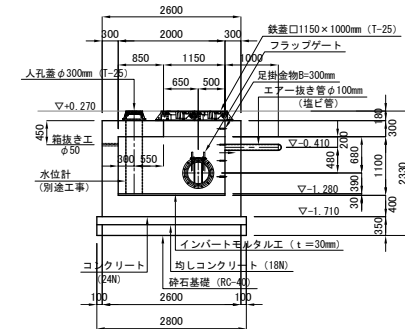 2600
300
2000
300
鉄蓋口1150×1000mm（T-25）
フラップゲート
850
1150
1000
足掛金物B=300mm
人孔蓋φ300mm（T-25）
650
500
エアー抜き管φ100mm
（塩ビ管）
▽+0.270
180
450
箱抜き工
φ50
200
300
▽-0.410
300
550
480
680
1100
2330
水位計
（別途工事）
390
▽-1.280
30
400
▽-1.710
350
インバートモルタル工（t=30mm）
コンクリート
（24N）
均しコンクリート（18N）
砕石基礎（RC-40）
100
2600
100
2800